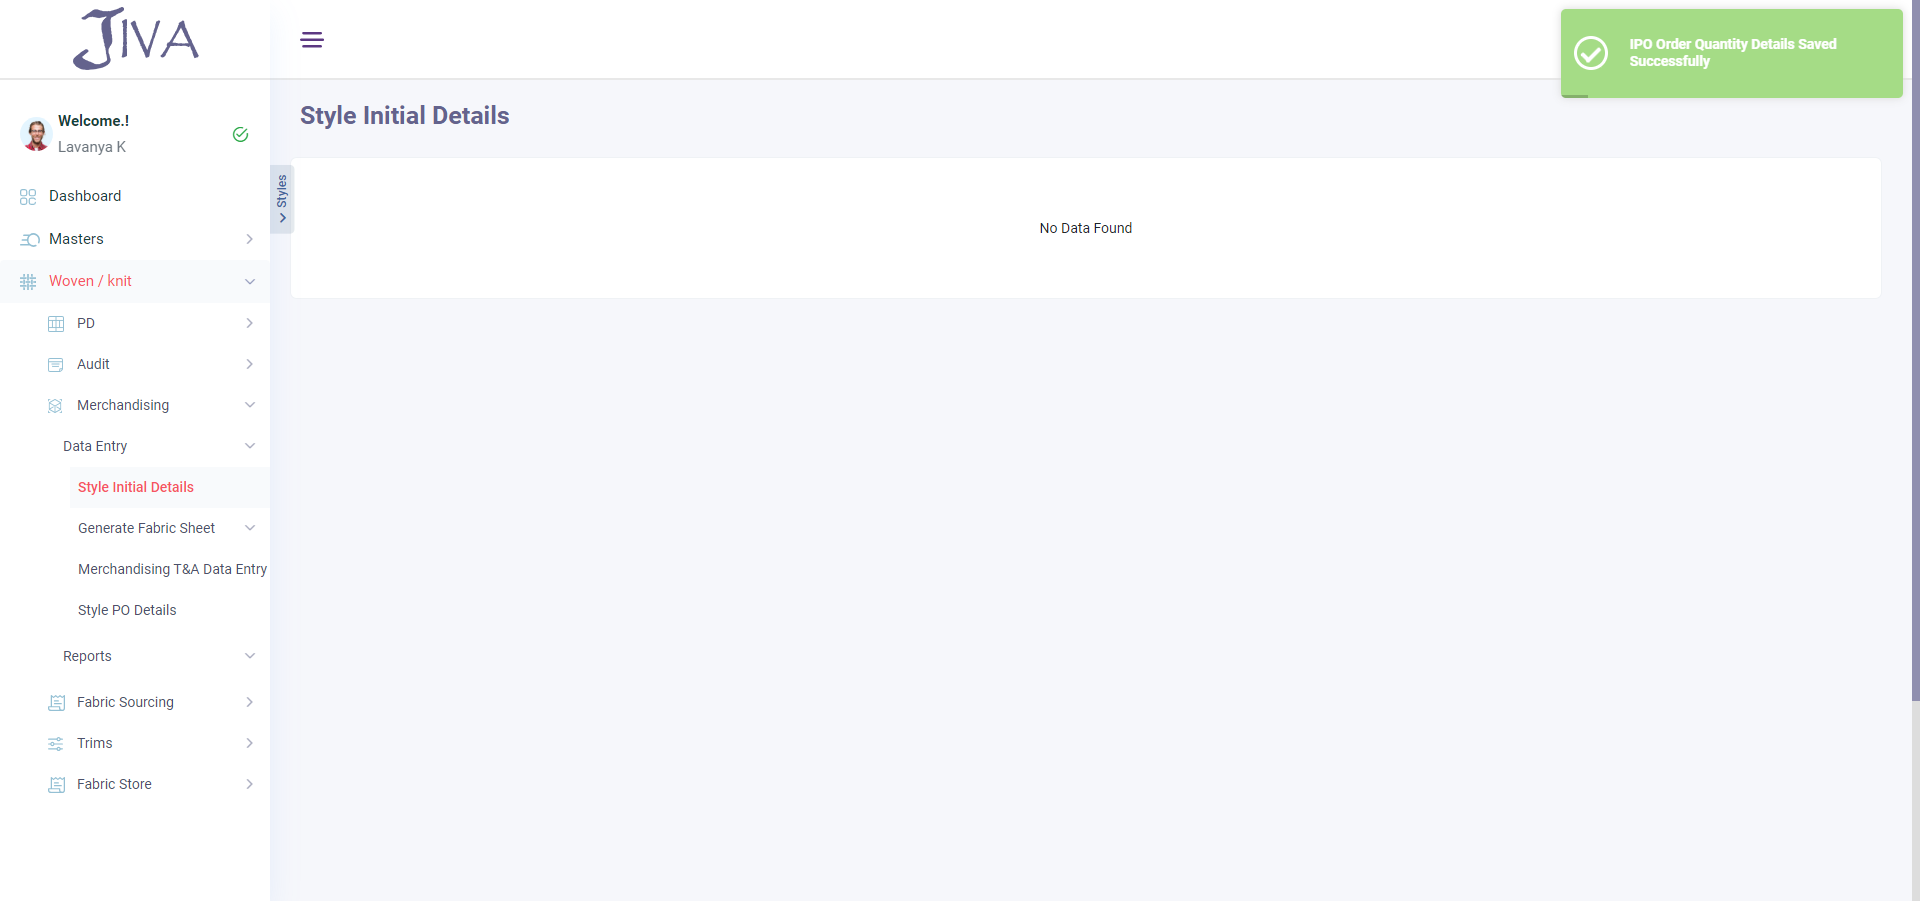 JIVA
IPO Order Quantity Details Saved
Successfully
Welcome.!
Lavanya K
Style Initial Details
Styles
No Data Found
Dashboard
Masters
Woven / knit
PD
Audit
Merchandising
Data Entry
Style Initial Details
Generate Fabric Sheet
Merchandising T&A Data Entry
Style PO Details
Reports
Fabric Sourcing
Trims
Fabric Store